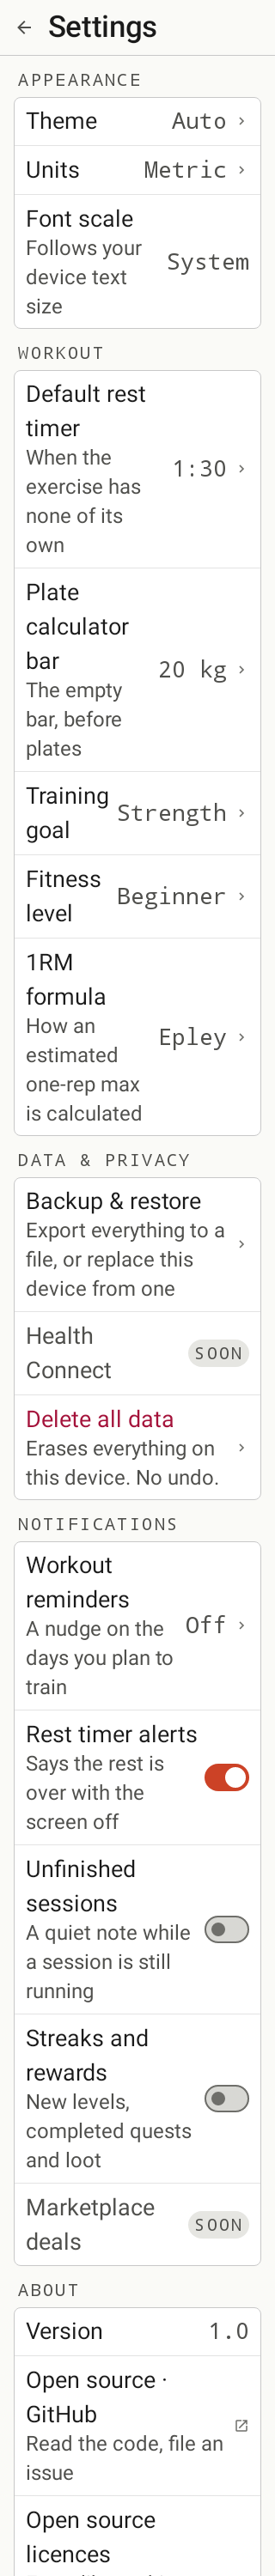 Settings
APPEARANCE
Theme Auto
Units Metric
Font scale
Follows your
device text
size
System
WORKOUT
Default rest
timer
When the
exercise has
none of its
own
1:30
Plate
calculator
bar
The empty
bar, before
plates
20 kg
Training
goal
Strength
Fitness
level
Beginner
1RM
formula
How an
estimated
one-rep max
is calculated
Epley
DATA & PRIVACY
Backup & restore
Export everything to a
file, or replace this
device from one
Health
Connect
SOON
Delete all data
Erases everything on
this device. No undo.
NOTIFICATIONS
Workout
reminders
A nudge on the
days you plan to
train
Off
Rest timer alerts
Says the rest is
over with the
screen off
Unfinished
sessions
A quiet note while
a session is still
running
Streaks and
rewards
New levels,
completed quests
and loot
Marketplace
deals
SOON
ABOUT
Version 1.0
Open source ·
GitHub
Read the code, file an
issue
Open source
licences